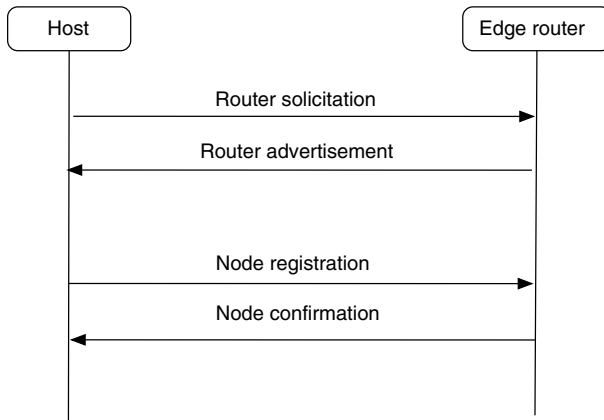 Host
Edge router
Router solicitation
Router advertisement
Node registration
Node confirmation